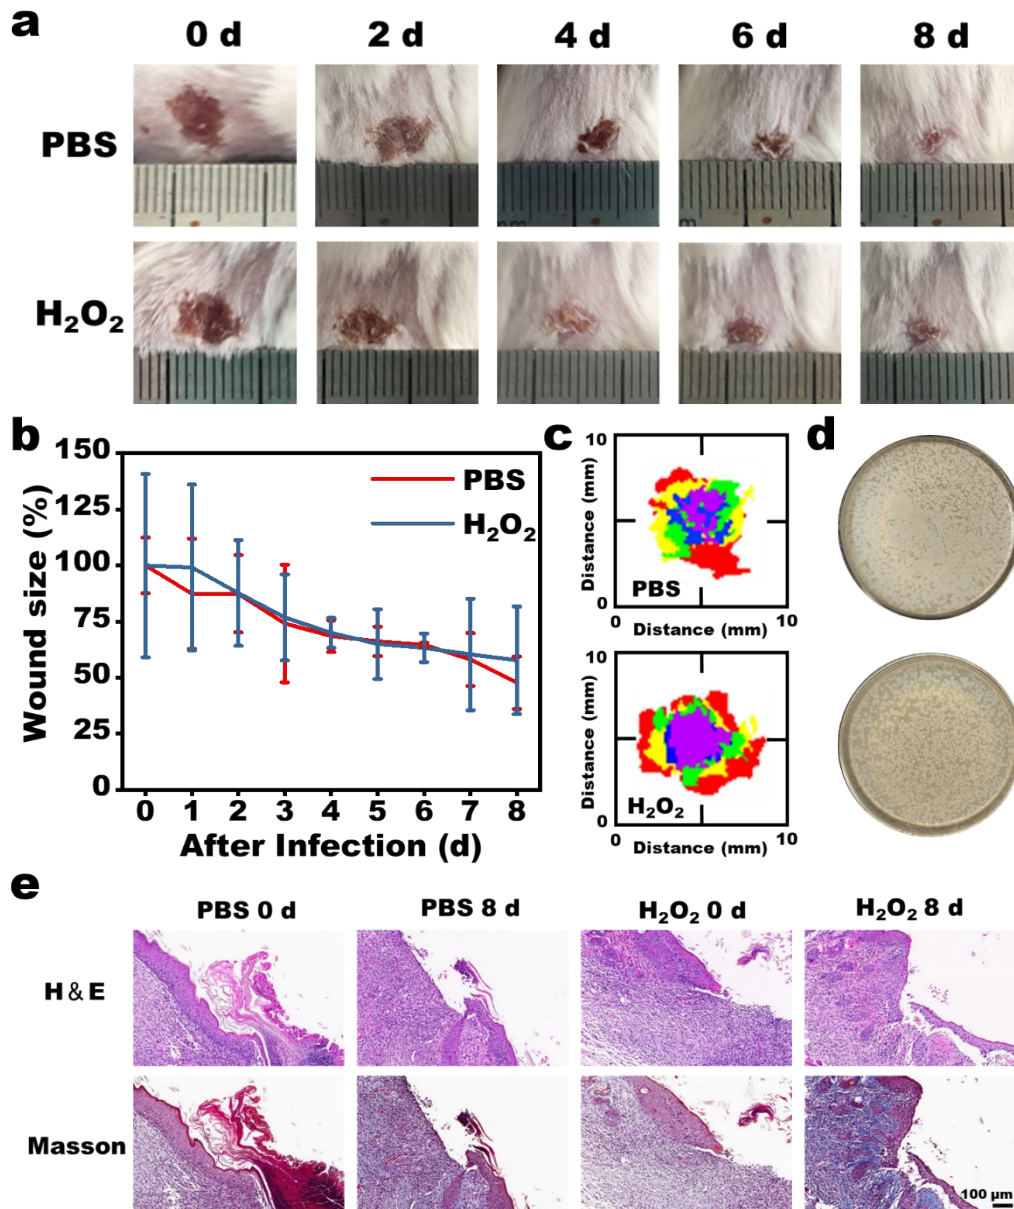 a
0 d 2 d 4 d 6 d 8 d
PBS
H₂O₂
b
150
125
100
75
50
25
0
Wound size (%)
PBS
H₂O₂
0 1 2 3 4 5 6 7 8
After Infection (d)
c
10
Distance (mm)
PBS
0
0 Distance (mm) 10
10
Distance (mm)
H₂O₂
0
0 Distance (mm) 10
d
e
PBS 0 d PBS 8 d H₂O₂ 0 d H₂O₂ 8 d
H & E
Masson
100 μm